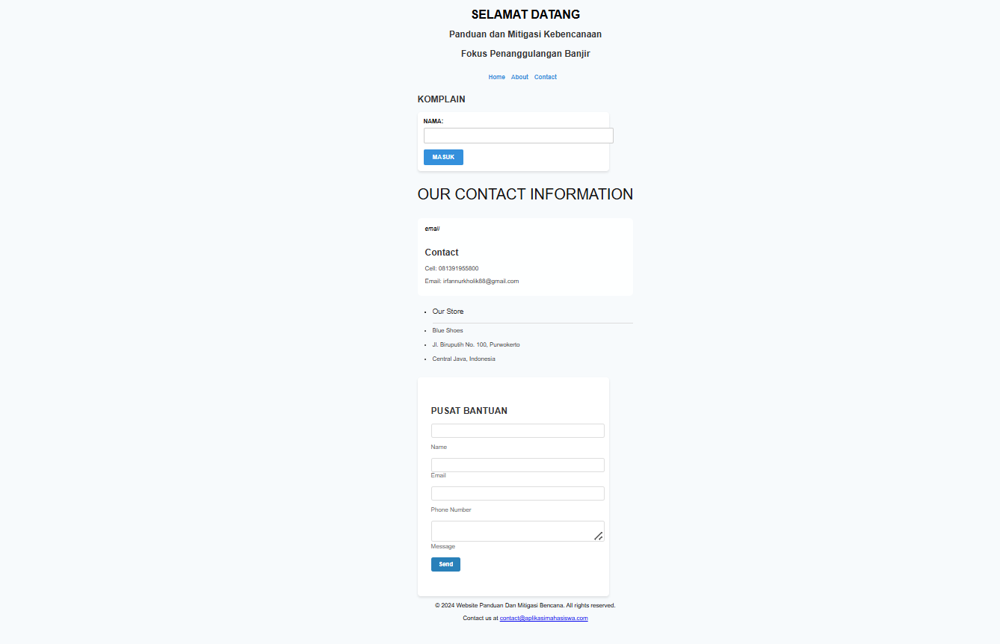 SELAMAT DATANG
Panduan dan Mitigasi Kebencanaan
Fokus Penanggulangan Banjir
Home About Contact
KOMPLAIN
NAMA:
MASUK
OUR CONTACT INFORMATION
email
Contact
Cell: 081391955800
Email: irfannurkholik88@gmail.com
Our Store
Blue Shoes
Jl. Biruputih No. 100, Purwokerto
Central Java, Indonesia
PUSAT BANTUAN
Name
Email
Phone Number
Message
Send
© 2024 Website Panduan Dan Mitigasi Bencana. All rights reserved.
Contact us at contact@aplikasimahasiswa.com